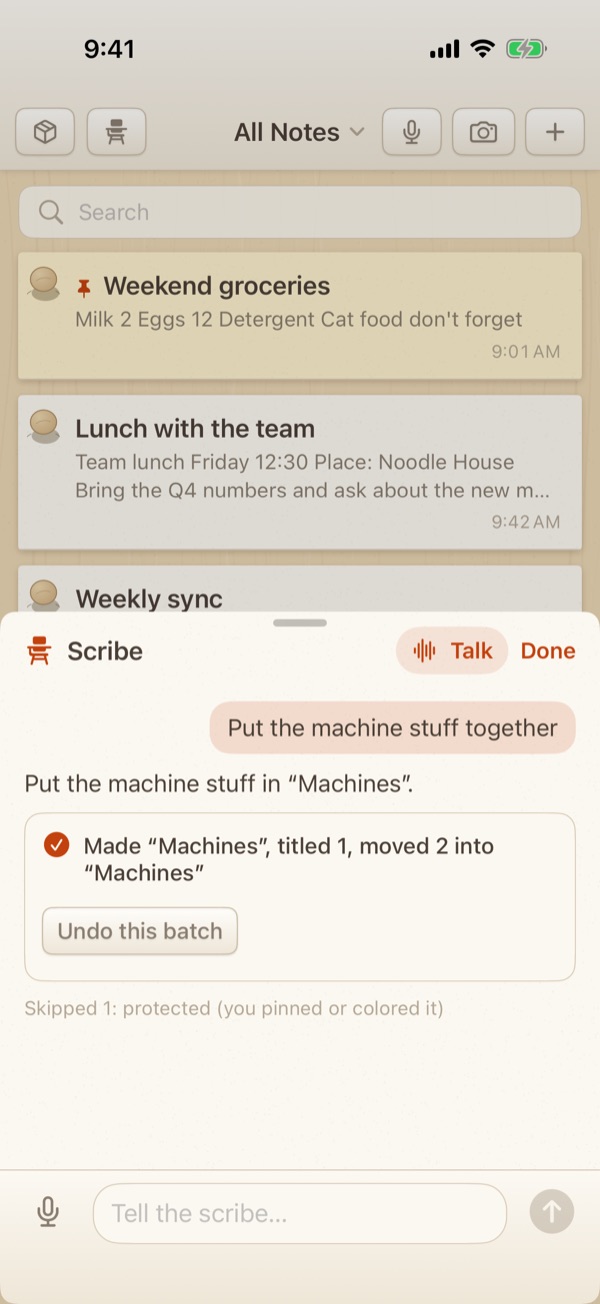 9:41
All Notes
Search
Weekend groceries
Milk 2 Eggs 12 Detergent Cat food don't forget
9:01 AM
Lunch with the team
Team lunch Friday 12:30 Place: Noodle House
Bring the Q4 numbers and ask about the new m...
9:42 AM
Weekly sync
Scribe
Talk
Done
Put the machine stuff together
Put the machine stuff in “Machines”.
Made “Machines”, titled 1, moved 2 into
“Machines”
Undo this batch
Skipped 1: protected (you pinned or colored it)
Tell the scribe...